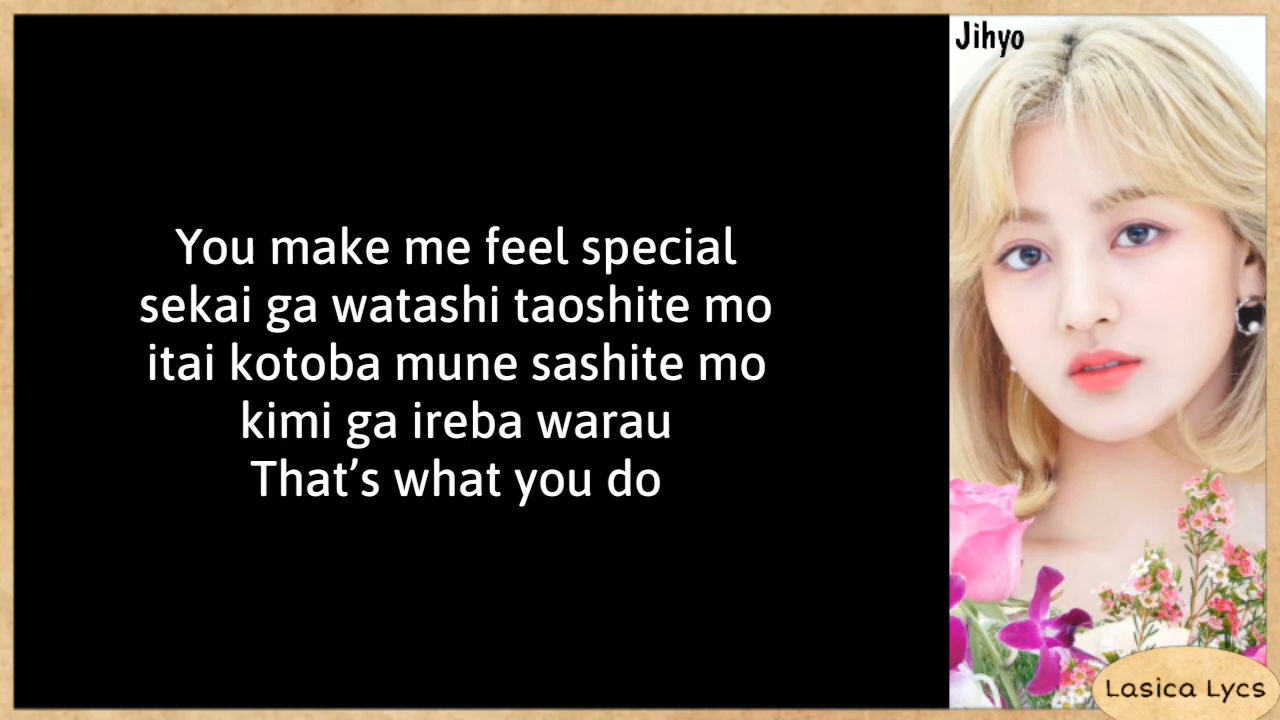 Jihyo
You make me feel special
sekai ga watashi taoshite mo
itai kotoba mune sashite mo
kimi ga ireba warau
That’s what you do
Lasica Lycs